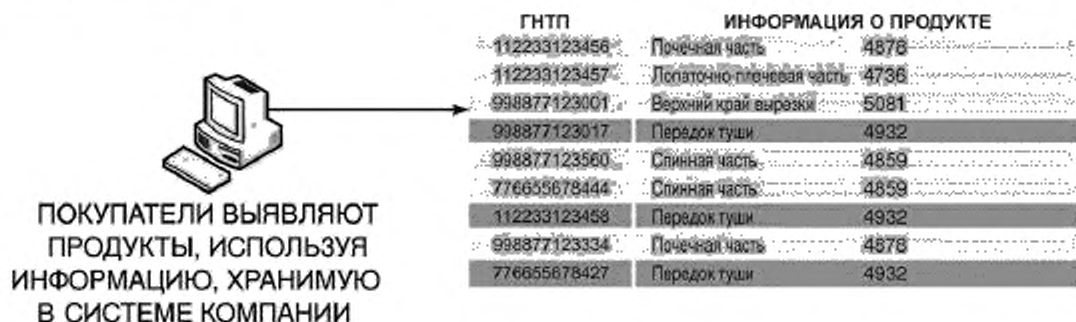 ГНТП ИНФОРМАЦИЯ О ПРОДУКТЕ
112233123456 Почечная часть 4878
112233123457 Лопаточно-плечевая часть 4736
998877123001 Верхний край вырезки 5081
998877123017 Передок туши 4932
998877123560 Спинная часть 4859
776655678444 Спинная часть 4859
112233123458 Передок туши 4932
998877123334 Почечная часть 4878
776655678427 Передок туши 4932
ПОКУПАТЕЛИ ВЫЯВЛЯЮТ
ПРОДУКТЫ, ИСПОЛЬЗУЯ
ИНФОРМАЦИЮ, ХРАНИМУЮ
В СИСТЕМЕ КОМПАНИИ